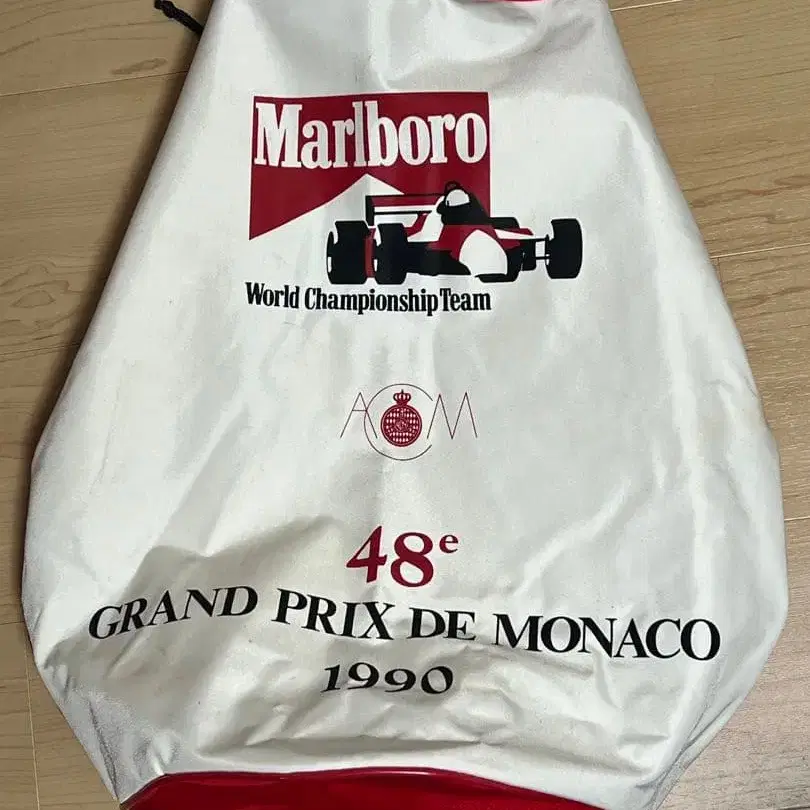 Marlboro
World Championship Team
ACM
48e
GRAND PRIX DE MONACO
1990